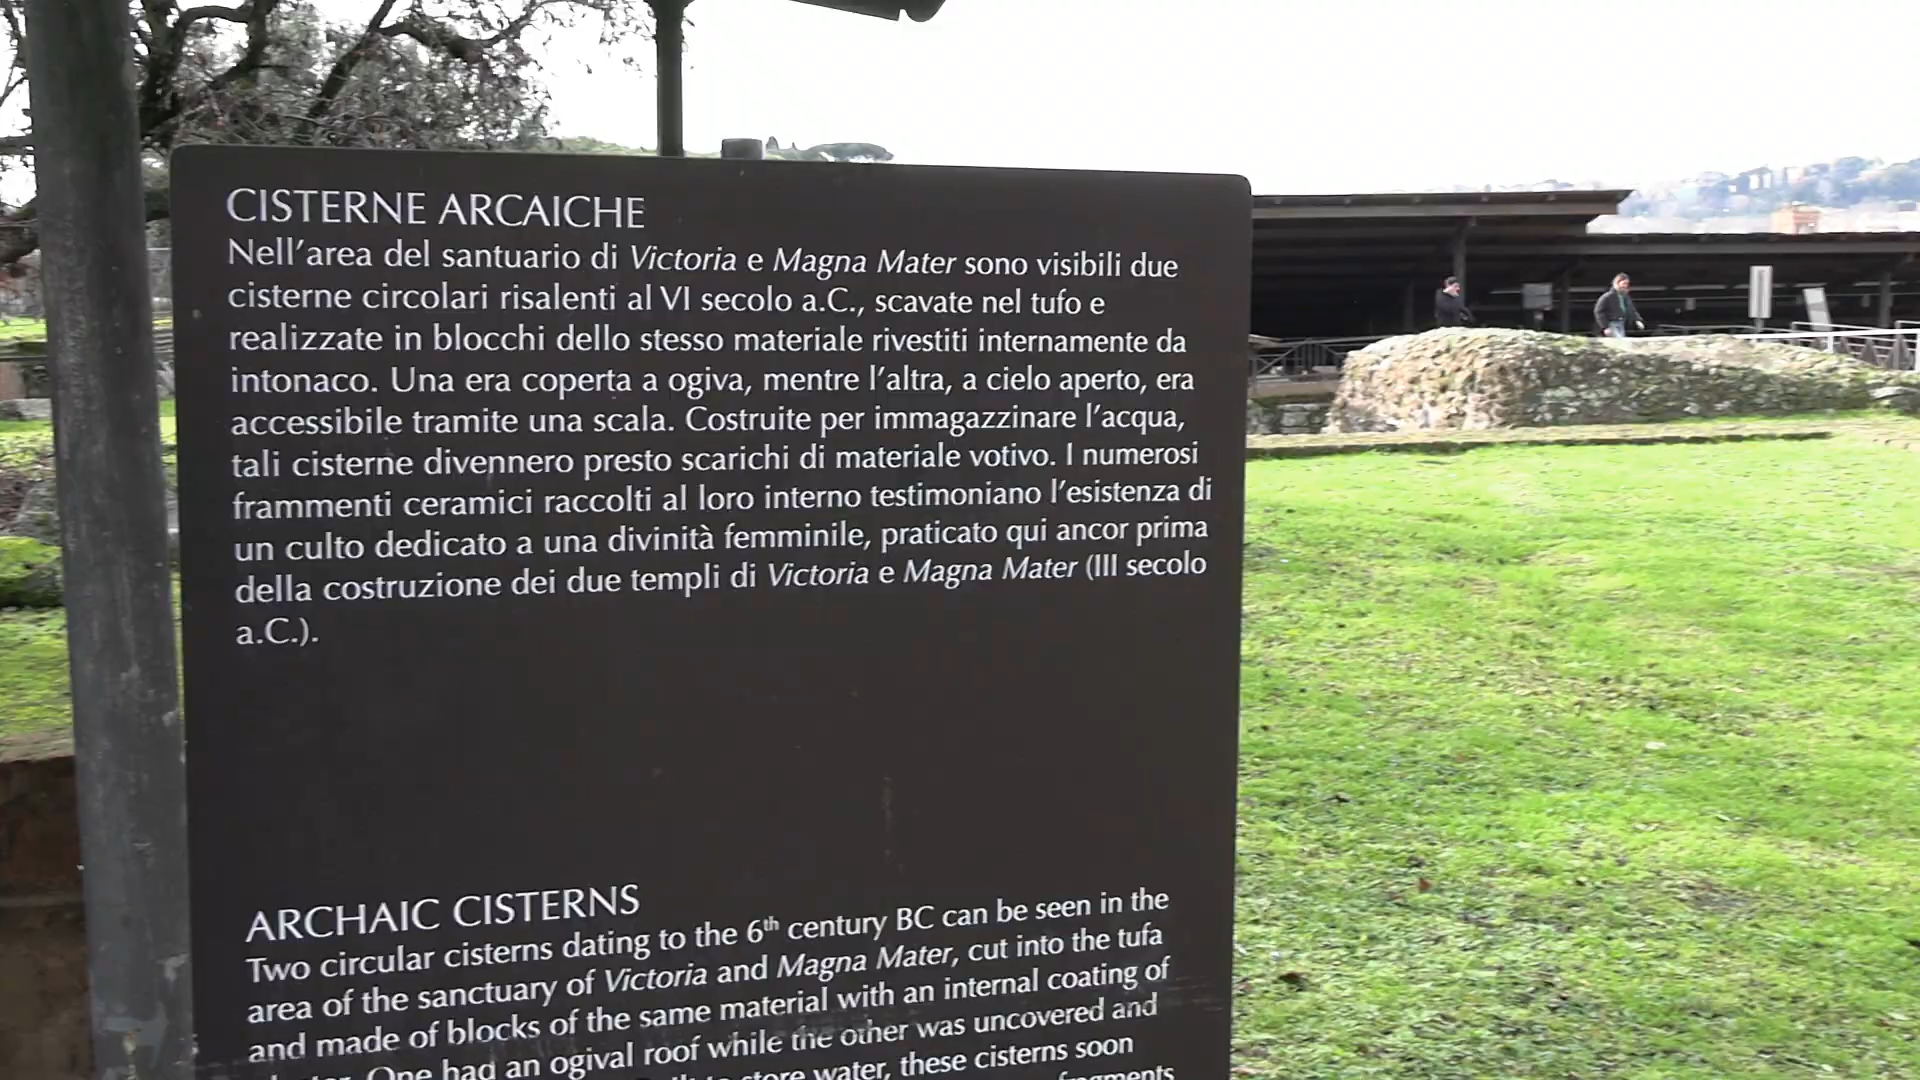 CISTERNE ARCAICHE
Nell'area del santuario di Victoria e Magna Mater sono visibili due
cisterne circolari risalenti al VI secolo a.C., scavate nel tufo e
realizzate in blocchi dello stesso materiale rivestiti internamente da
intonaco. Una era coperta a ogiva, mentre l'altra, a cielo aperto, era
accessibile tramite una scala. Costruite per immagazzinare l'acqua,
tali cisterne divennero presto scarichi di materiale votivo. I numerosi
frammenti ceramici raccolti al loro interno testimoniano l'esistenza di
un culto dedicato a una divinità femminile, praticato qui ancor prima
della costruzione dei due templi di Victoria e Magna Mater (III secolo
a.C.).
ARCHAIC CISTERNS
Two circular cisterns dating to the 6th century BC can be seen in the
area of the sanctuary of Victoria and Magna Mater, cut into the tufa
and made of blocks of the same material with an internal coating of
One had an ogival roof while the other was uncovered and
store water, these cisterns soon
fragments